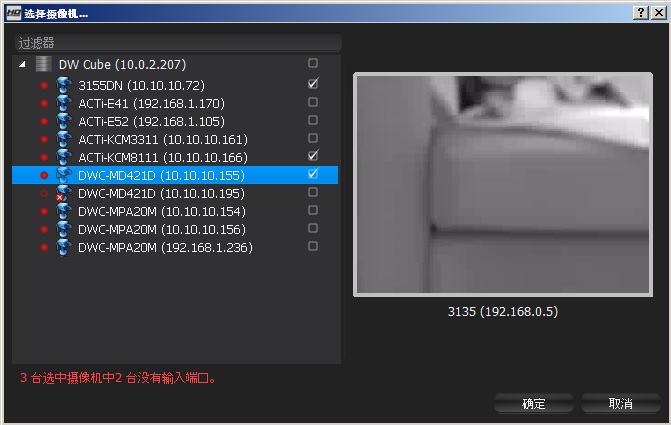 HD 选择摄像机...
过滤器
DW Cube (10.0.2.207)
3155DN (10.10.10.72)
ACTi-E41 (192.168.1.170)
ACTi-E52 (192.168.1.105)
ACTi-KCM3311 (10.10.10.161)
ACTi-KCM8111 (10.10.10.166)
DWC-MD421D (10.10.10.155)
DWC-MD421D (10.10.10.195)
DWC-MPA20M (10.10.10.154)
DWC-MPA20M (10.10.10.156)
DWC-MPA20M (192.168.1.236)
3135 (192.168.0.5)
3 台选中摄像机中2 台没有输入端口。
确定
取消